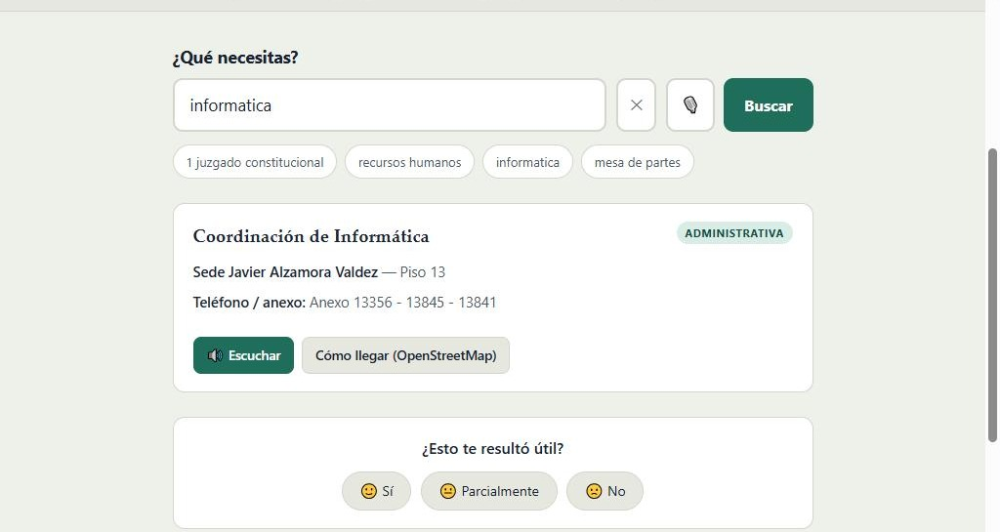 ¿Qué necesitas?
informatica
Buscar
1 juzgado constitucional
recursos humanos
informatica
mesa de partes
Coordinación de Informática
ADMINISTRATIVA
Sede Javier Alzamora Valdez — Piso 13
Teléfono / anexo: Anexo 13356 - 13845 - 13841
Escuchar
Cómo llegar (OpenStreetMap)
¿Esto te resultó útil?
Sí
Parcialmente
No